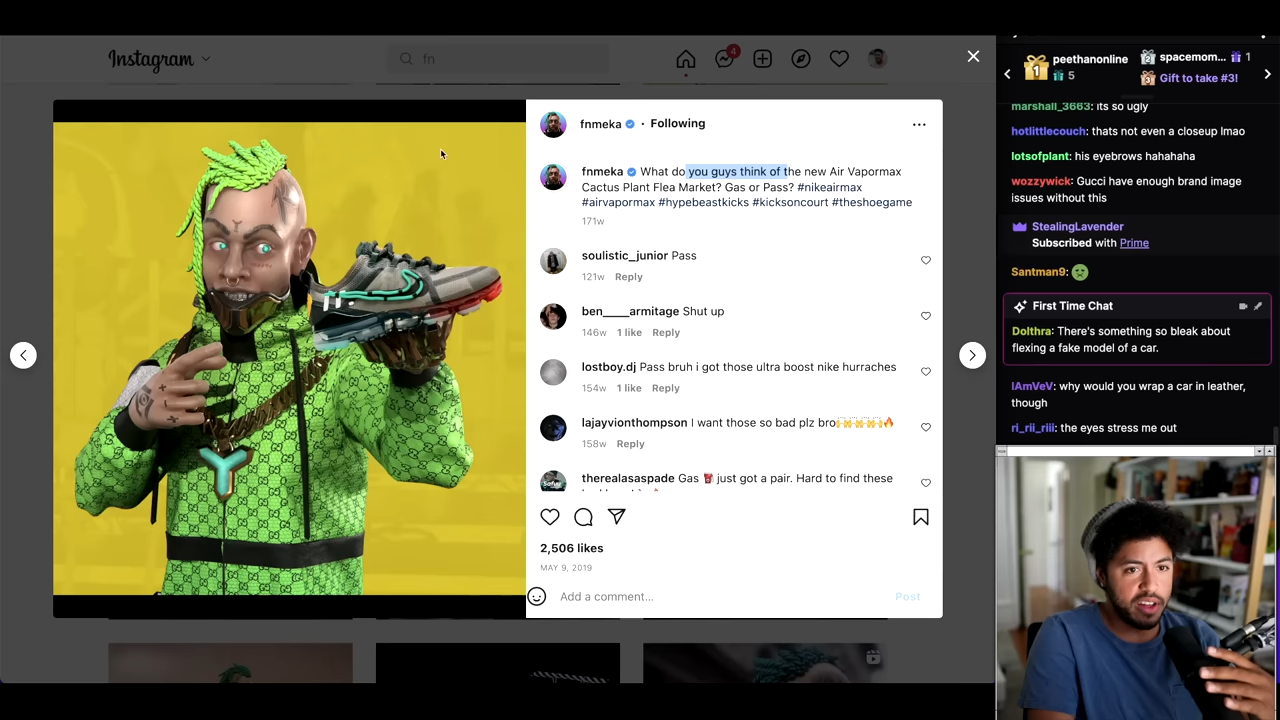 Instagram
fn
4
fnmeka • Following
fnmeka What do you guys think of the new Air Vapormax
Cactus Plant Flea Market? Gas or Pass? #nikeairmax
#airvapormax #hypebeastkicks #kicksoncourt #theshoegame
171w
soulistic_junior Pass
121w Reply
ben____armitage Shut up
146w 1 like Reply
lostboy.dj Pass bruh i got those ultra boost nike hurraches
154w 1 like Reply
lajayvionthompson I want those so bad plz bro
158w Reply
therealasaspade Gas just got a pair. Hard to find these
2,506 likes
MAY 9, 2019
Add a comment...
Post
1
peethanonline
5
2
spacemom... 1
3
Gift to take #3!
marshall_3663: its so ugly
hotlittlecouch: thats not even a closeup lmao
lotsofplant: his eyebrows hahahaha
wozzywick: Gucci have enough brand image
issues without this
StealingLavender
Subscribed with Prime
Santman9:
First Time Chat
Dolthra: There's something so bleak about
flexing a fake model of a car.
IAmVeV: why would you wrap a car in leather,
though
ri_rii_riii: the eyes stress me out